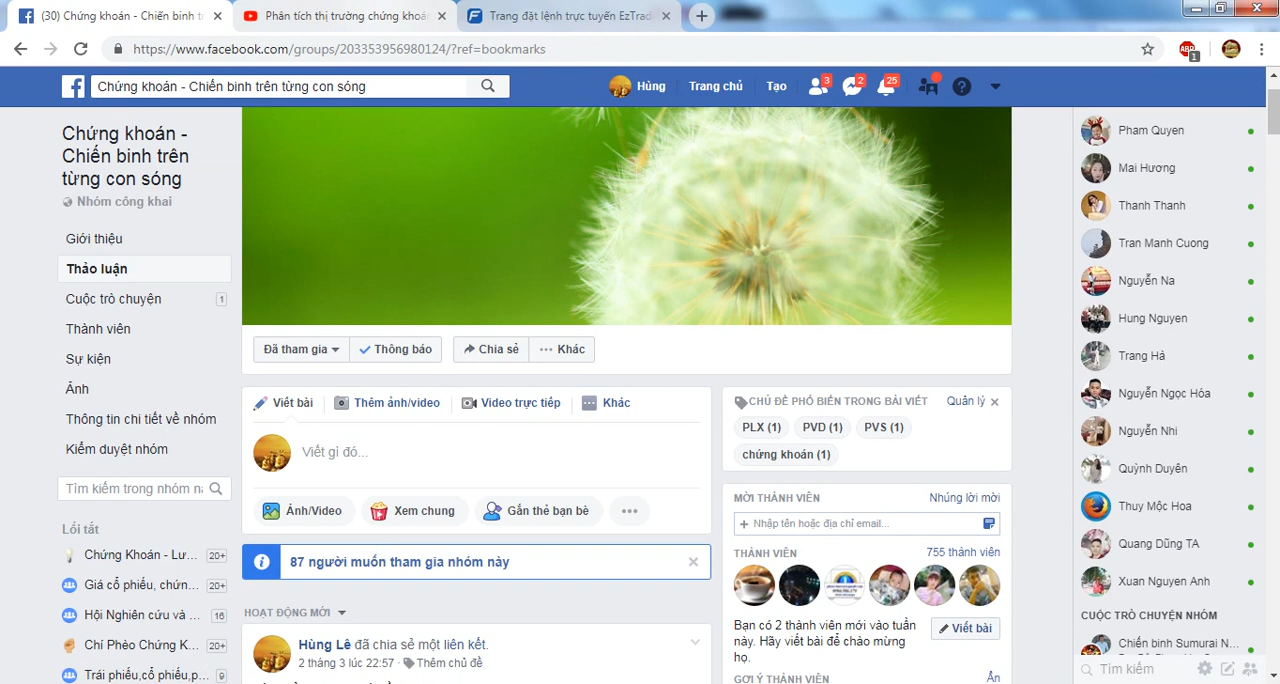 (30) Chứng khoán - Chiến binh t
Phân tích thị trường chứng khoá
Trang đặt lệnh trực tuyến EzTrad
https://www.facebook.com/groups/203353956980124/?ref=bookmarks
ABP
1
Chứng khoán - Chiến binh trên từng con sóng
Hùng
Trang chủ
Tạo
3
2
25
Chứng khoán -
Chiến binh trên
từng con sóng
Nhóm công khai
Giới thiệu
Thảo luận
Cuộc trò chuyện
1
Thành viên
Sự kiện
Ảnh
Thông tin chi tiết về nhóm
Kiểm duyệt nhóm
Tìm kiếm trong nhóm n
Lối tắt
Chứng Khoán - Lư...
20+
Giá cổ phiếu, chứn...
20+
Hội Nghiên cứu và ...
16
Chí Phèo Chứng K...
20+
Trái phiếu,cổ phiếu,p...
9
Đã tham gia
Thông báo
Chia sẻ
Khác
Viết bài
Thêm ảnh/video
Video trực tiếp
Khác
Viết gì đó...
Ảnh/Video
Xem chung
Gắn thẻ bạn bè
87 người muốn tham gia nhóm này
HOẠT ĐỘNG MỚI
Hùng Lê đã chia sẻ một liên kết.
2 tháng 3 lúc 22:57 · Thêm chủ đề
CHỦ ĐỀ PHỔ BIẾN TRONG BÀI VIẾT
Quản lý
PLX (1)
PVD (1)
PVS (1)
chứng khoán (1)
MỜI THÀNH VIÊN
Nhúng lời mời
+ Nhập tên hoặc địa chỉ email...
THÀNH VIÊN
755 thành viên
Bạn có 2 thành viên mới vào tuần
này. Hãy viết bài để chào mừng
họ.
Viết bài
GỢI Ý THÀNH VIÊN
Ẩn
Pham Quyen
Mai Hương
Thanh Thanh
Tran Manh Cuong
Nguyễn Na
Hung Nguyen
Trang Hà
Nguyễn Ngọc Hóa
Nguyễn Nhi
Quỳnh Duyên
Thuy Mộc Hoa
Quang Dũng TA
Xuan Nguyen Anh
CUỘC TRÒ CHUYỆN NHÓM
Chiến binh Sumurai N...
Tìm kiếm